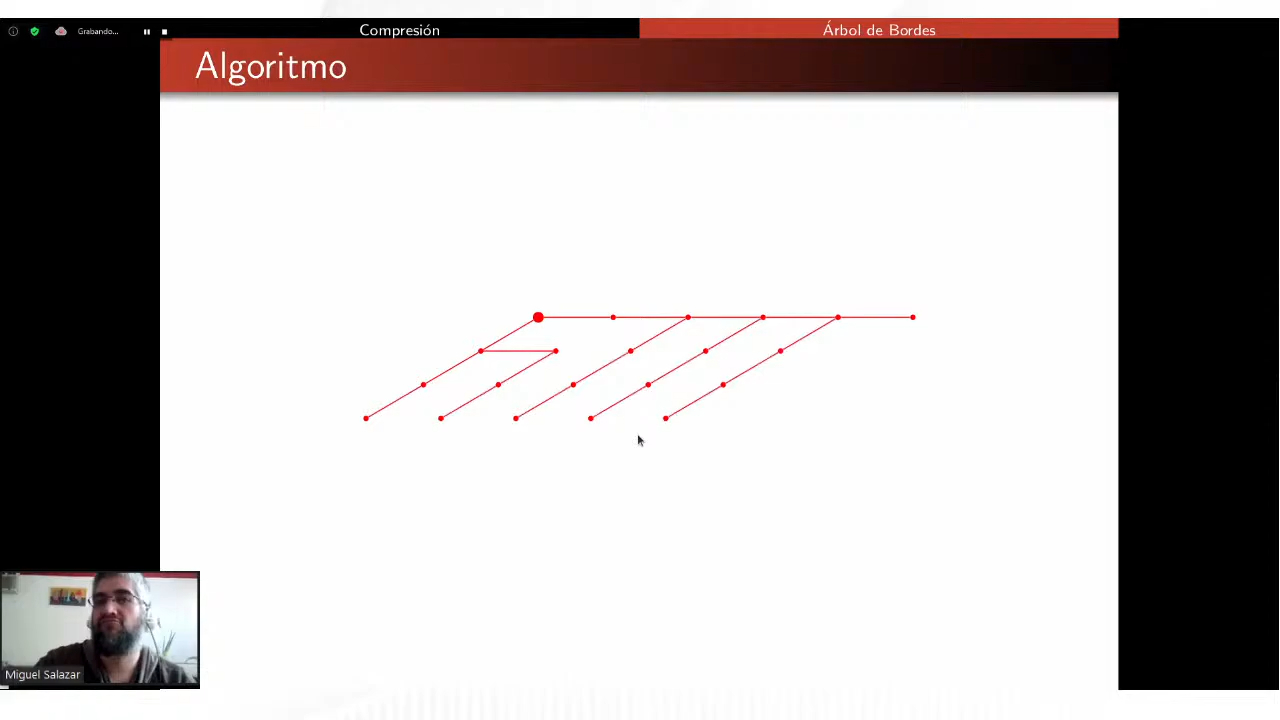 Grabando...
Compresión
Árbol de Bordes
Algoritmo
Miguel Salazar